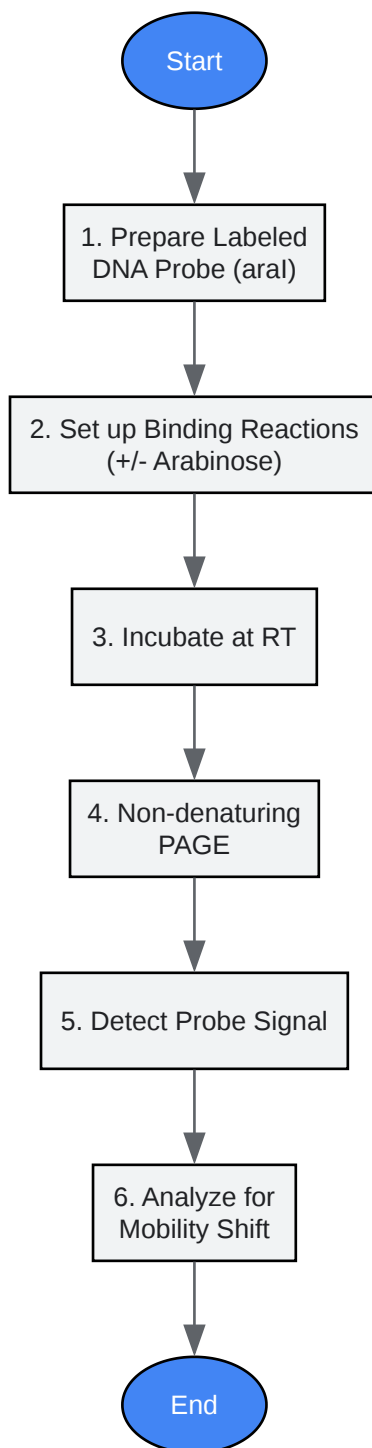 Start
1. Prepare Labeled
DNA Probe (araI)
2. Set up Binding Reactions
(+/- Arabinose)
3. Incubate at RT
4. Non-denaturing
PAGE
5. Detect Probe Signal
6. Analyze for
Mobility Shift
End